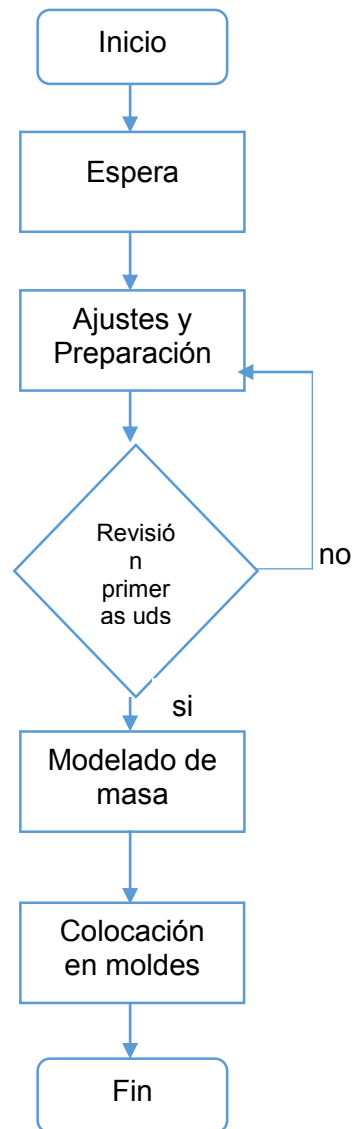 Inicio
Espera
Ajustes y
Preparación
Revisió
n
primer
as uds
no
si
Modelado de
masa
Colocación
en moldes
Fin